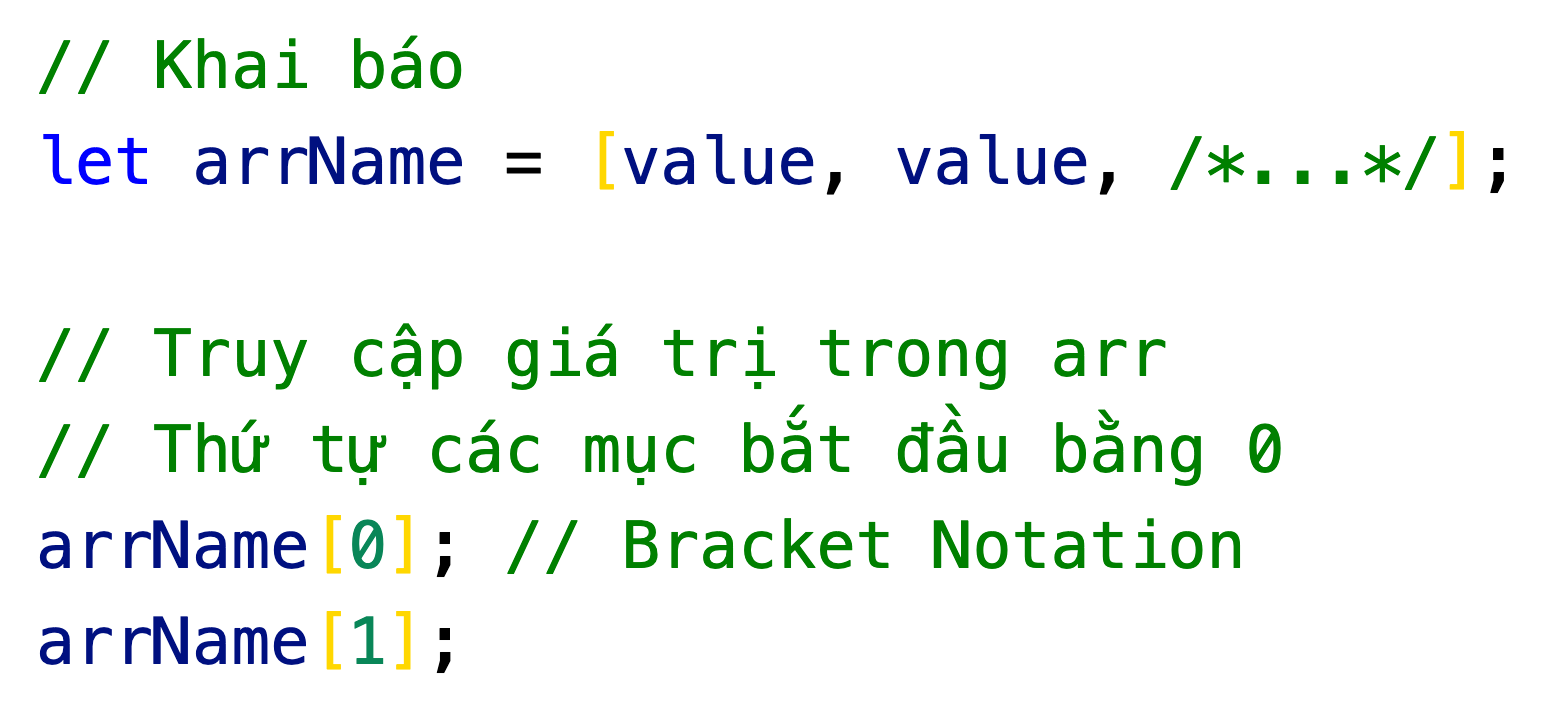 // Khai báo
let arrName = [value, value, /*...*/];
// Truy cập giá trị trong arr
// Thứ tự các mục bắt đầu bằng 0
arrName[0]; // Bracket Notation
arrName[1];